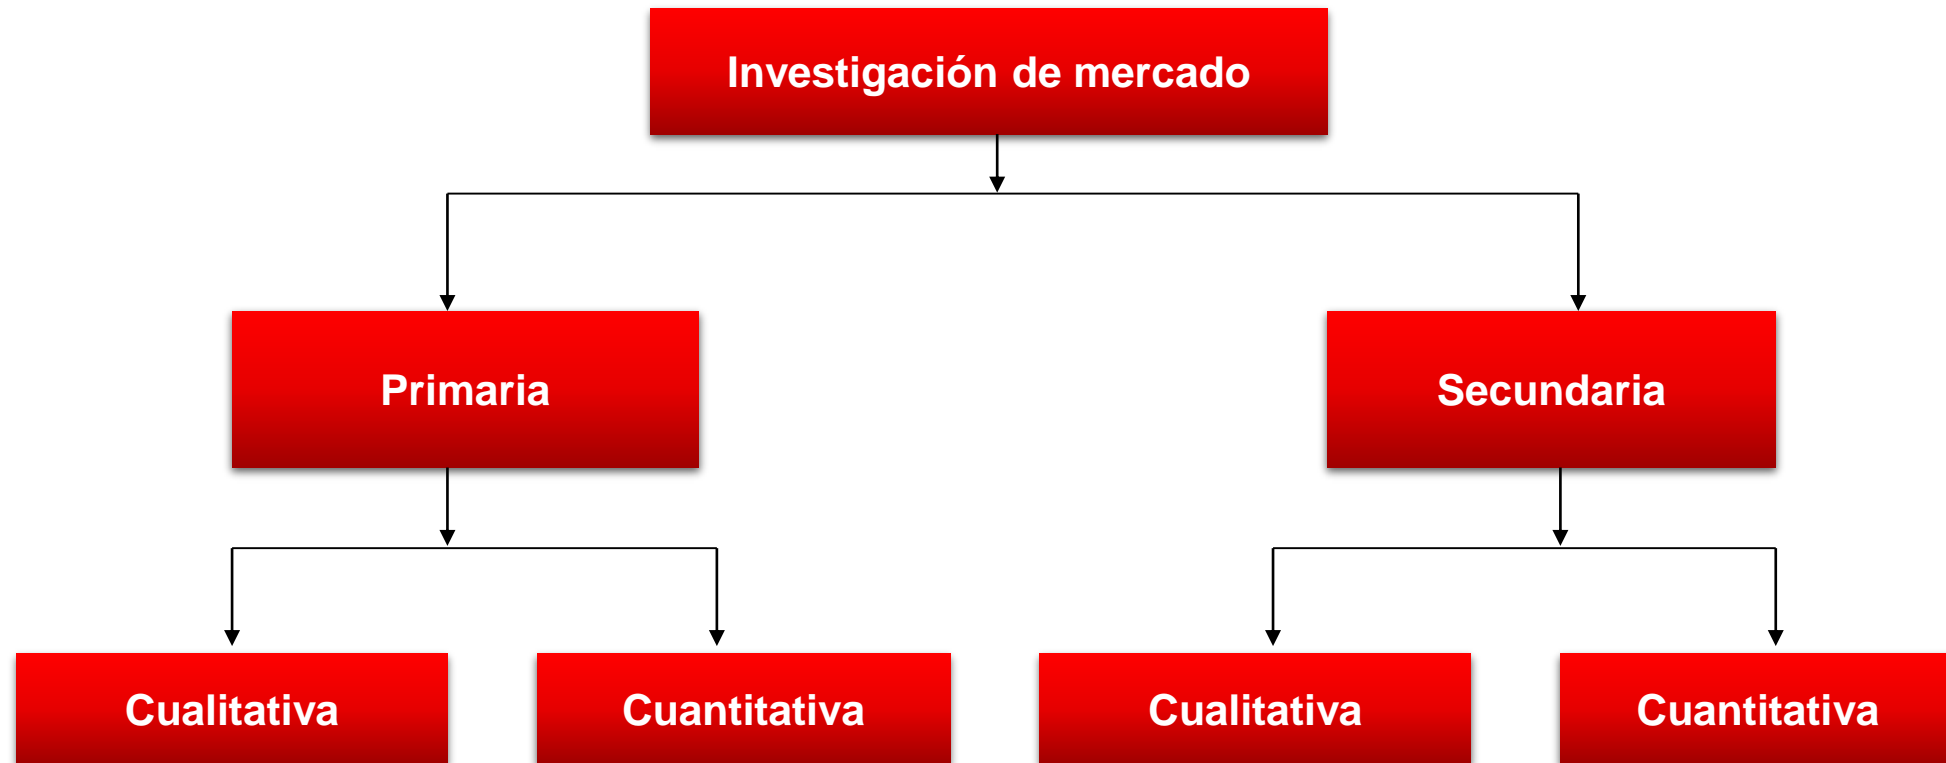 Investigación de mercado
Primaria
Secundaria
Cualitativa
Cuantitativa
Cualitativa
Cuantitativa